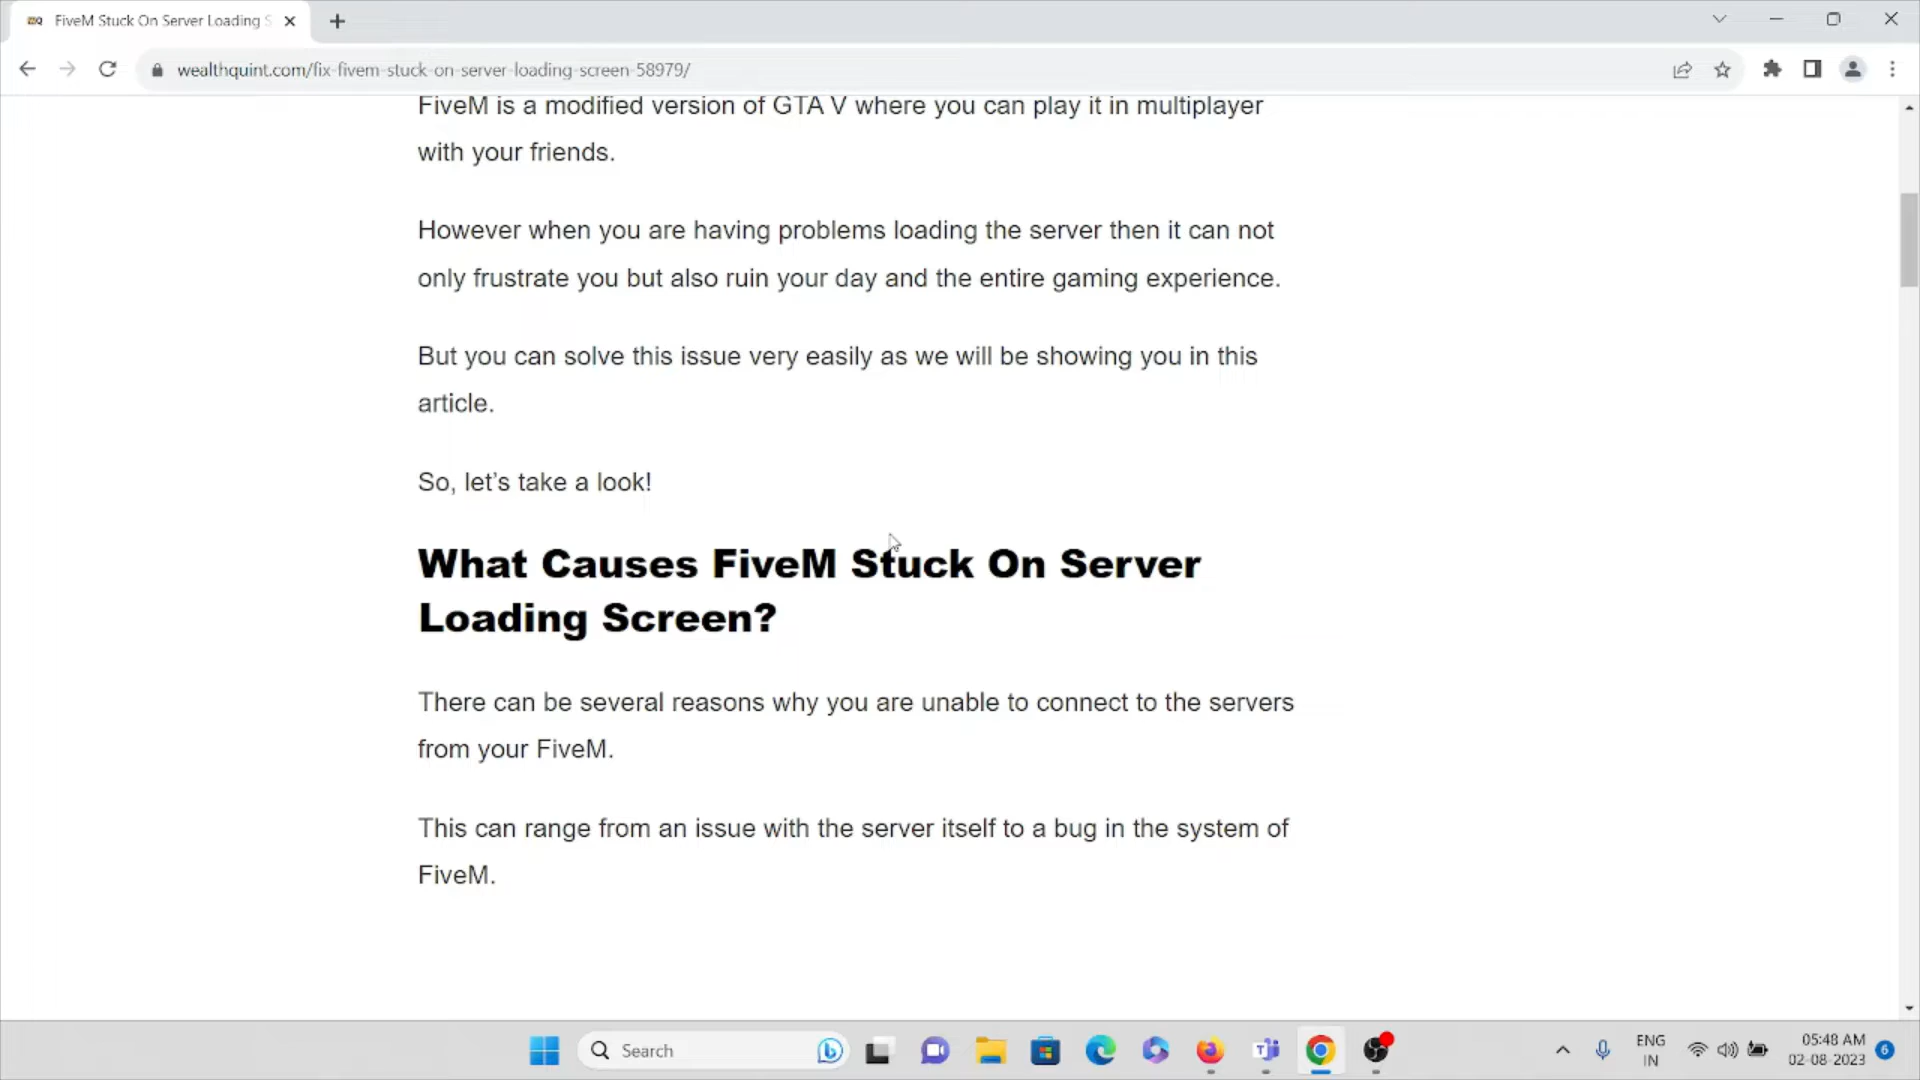 FiveM Stuck On Server Loading S
wealthquint.com/fix-fivem-stuck-on-server-loading-screen-58979/
FiveM is a modified version of GTA V where you can play it in multiplayer
with your friends.
However when you are having problems loading the server then it can not
only frustrate you but also ruin your day and the entire gaming experience.
But you can solve this issue very easily as we will be showing you in this
article.
So, let’s take a look!
What Causes FiveM Stuck On Server
Loading Screen?
There can be several reasons why you are unable to connect to the servers
from your FiveM.
This can range from an issue with the server itself to a bug in the system of
FiveM.
Search
ENG
IN
05:48 AM
02-08-2023
6